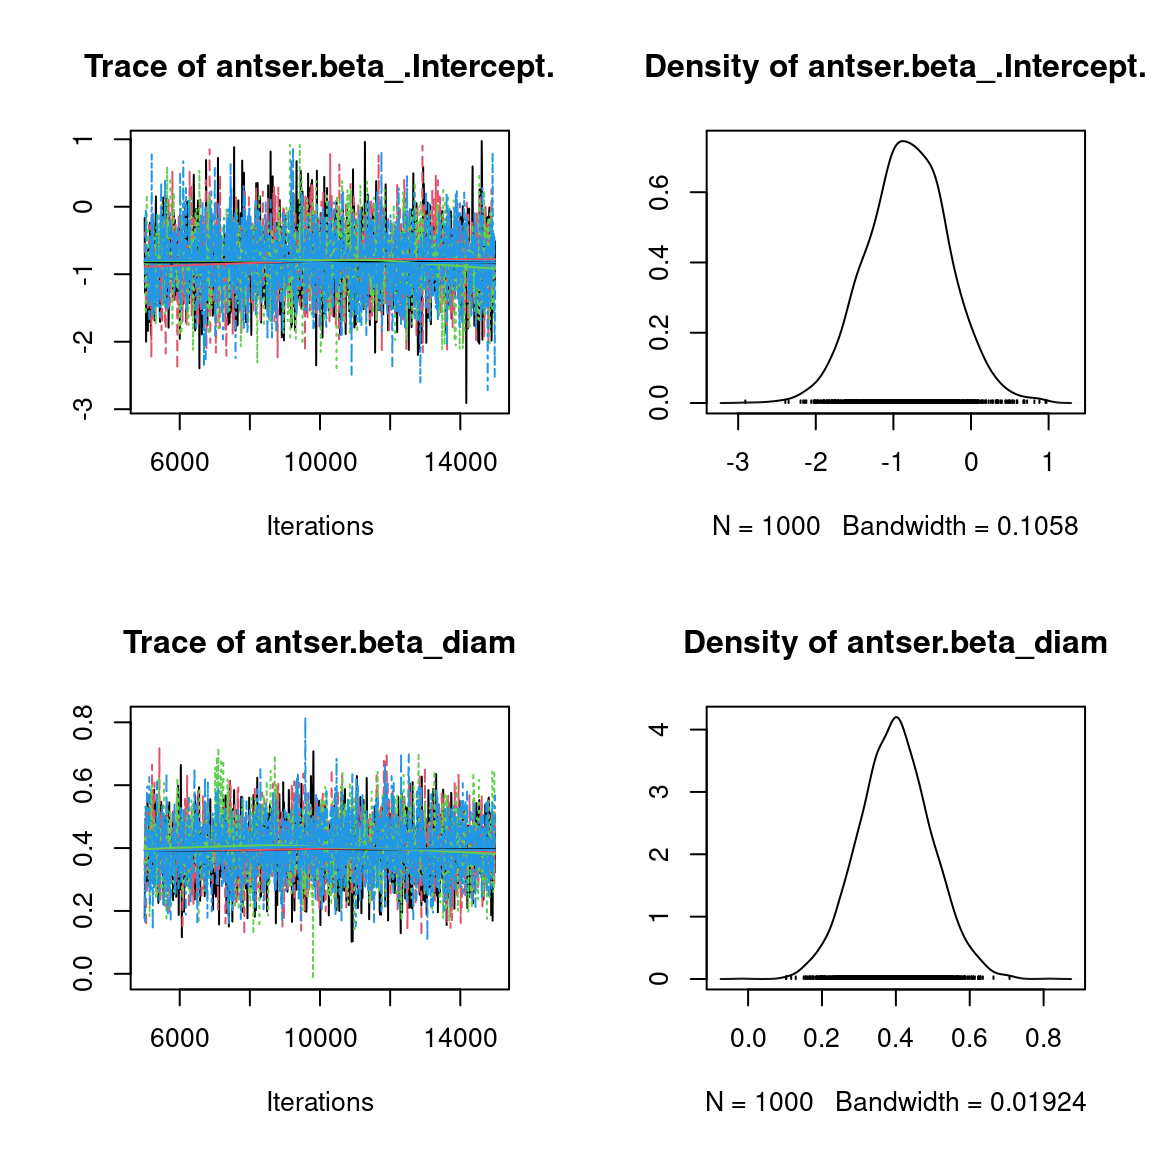 Trace of antser.beta_.Intercept.
1
0
-1
-2
-3
6000 10000 14000
Iterations
Density of antser.beta_.Intercept.
0.6
0.4
0.2
0.0
-3 -2 -1 0 1
N = 1000 Bandwidth = 0.1058
Trace of antser.beta_diam
0.8
0.6
0.4
0.2
0.0
6000 10000 14000
Iterations
Density of antser.beta_diam
4
3
2
1
0
0.0 0.2 0.4 0.6 0.8
N = 1000 Bandwidth = 0.01924